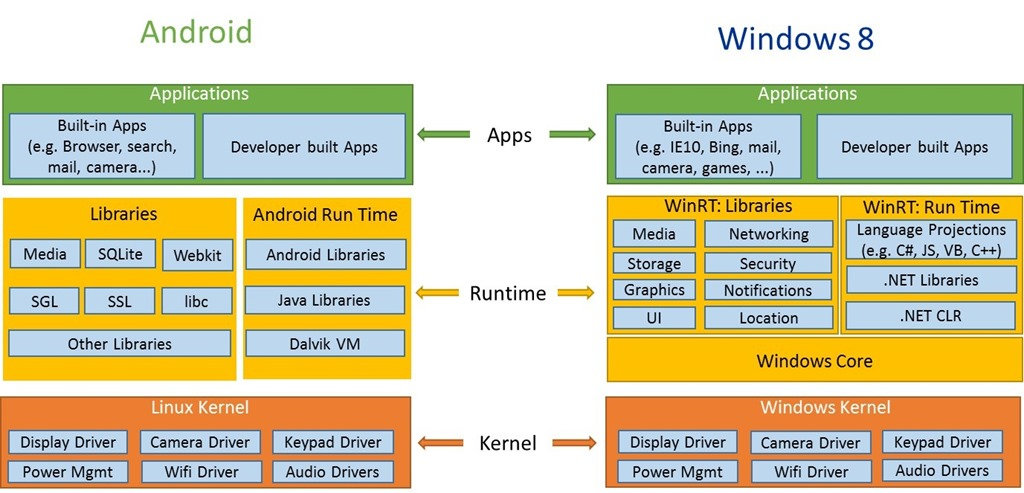 Android
Windows 8
Applications
Built-in Apps
(e.g. Browser, search,
mail, camera...)
Developer built Apps
Apps
Applications
Built-in Apps
(e.g. IE10, Bing, mail,
camera, games, ...)
Developer built Apps
Libraries
Media
SQLite
Webkit
SGL
SSL
libc
Other Libraries
Android Run Time
Android Libraries
Java Libraries
Dalvik VM
Runtime
WinRT: Libraries
Media
Networking
Storage
Security
Graphics
Notifications
UI
Location
WinRT: Run Time
Language Projections
(e.g. C#, JS, VB, C++)
.NET Libraries
.NET CLR
Windows Core
Linux Kernel
Display Driver
Camera Driver
Keypad Driver
Power Mgmt
Wifi Driver
Audio Drivers
Kernel
Windows Kernel
Display Driver
Camera Driver
Keypad Driver
Power Mgmt
Wifi Driver
Audio Drivers